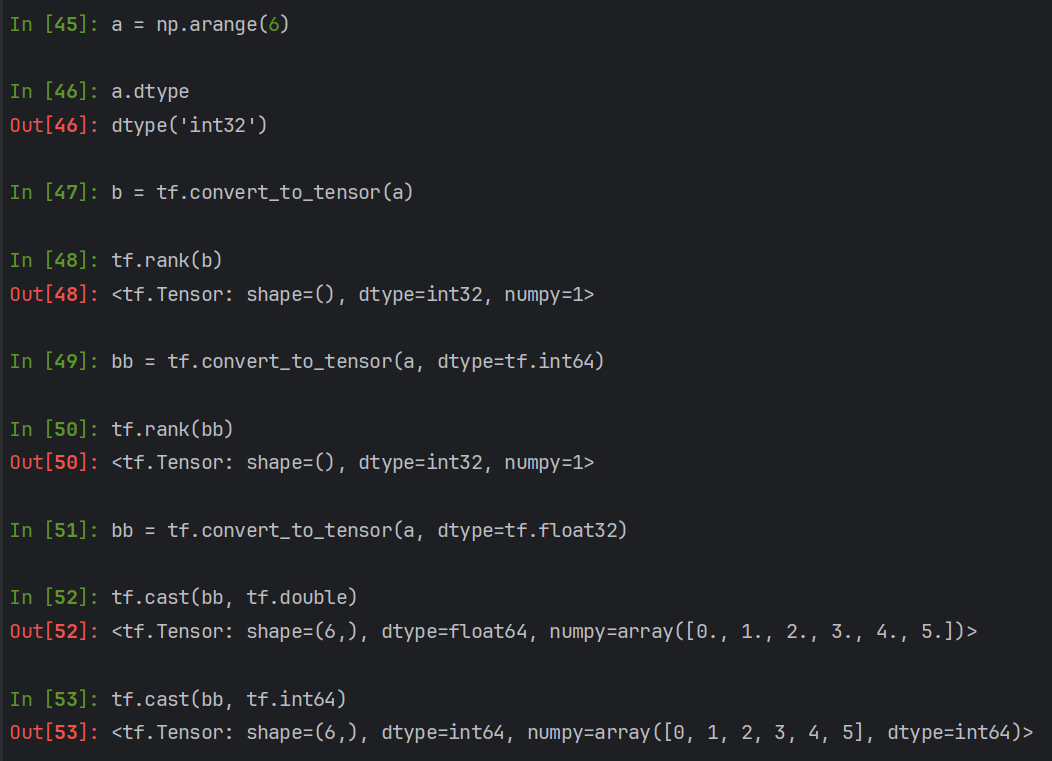 In [45]: a = np.arange(6)
In [46]: a.dtype
Out[46]: dtype('int32')
In [47]: b = tf.convert_to_tensor(a)
In [48]: tf.rank(b)
Out[48]: <tf.Tensor: shape=(), dtype=int32, numpy=1>
In [49]: bb = tf.convert_to_tensor(a, dtype=tf.int64)
In [50]: tf.rank(bb)
Out[50]: <tf.Tensor: shape=(), dtype=int32, numpy=1>
In [51]: bb = tf.convert_to_tensor(a, dtype=tf.float32)
In [52]: tf.cast(bb, tf.double)
Out[52]: <tf.Tensor: shape=(6,), dtype=float64, numpy=array([0., 1., 2., 3., 4., 5.])>
In [53]: tf.cast(bb, tf.int64)
Out[53]: <tf.Tensor: shape=(6,), dtype=int64, numpy=array([0, 1, 2, 3, 4, 5], dtype=int64)>